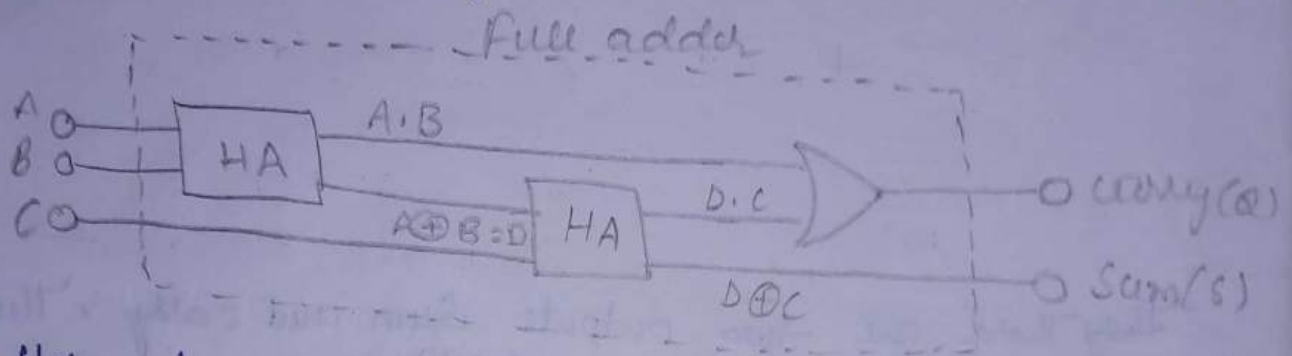 Full adder
A
B
C
HA
A.B
A⊕B=D
HA
D.C
D⊕C
Carry(Q)
Sum(S)